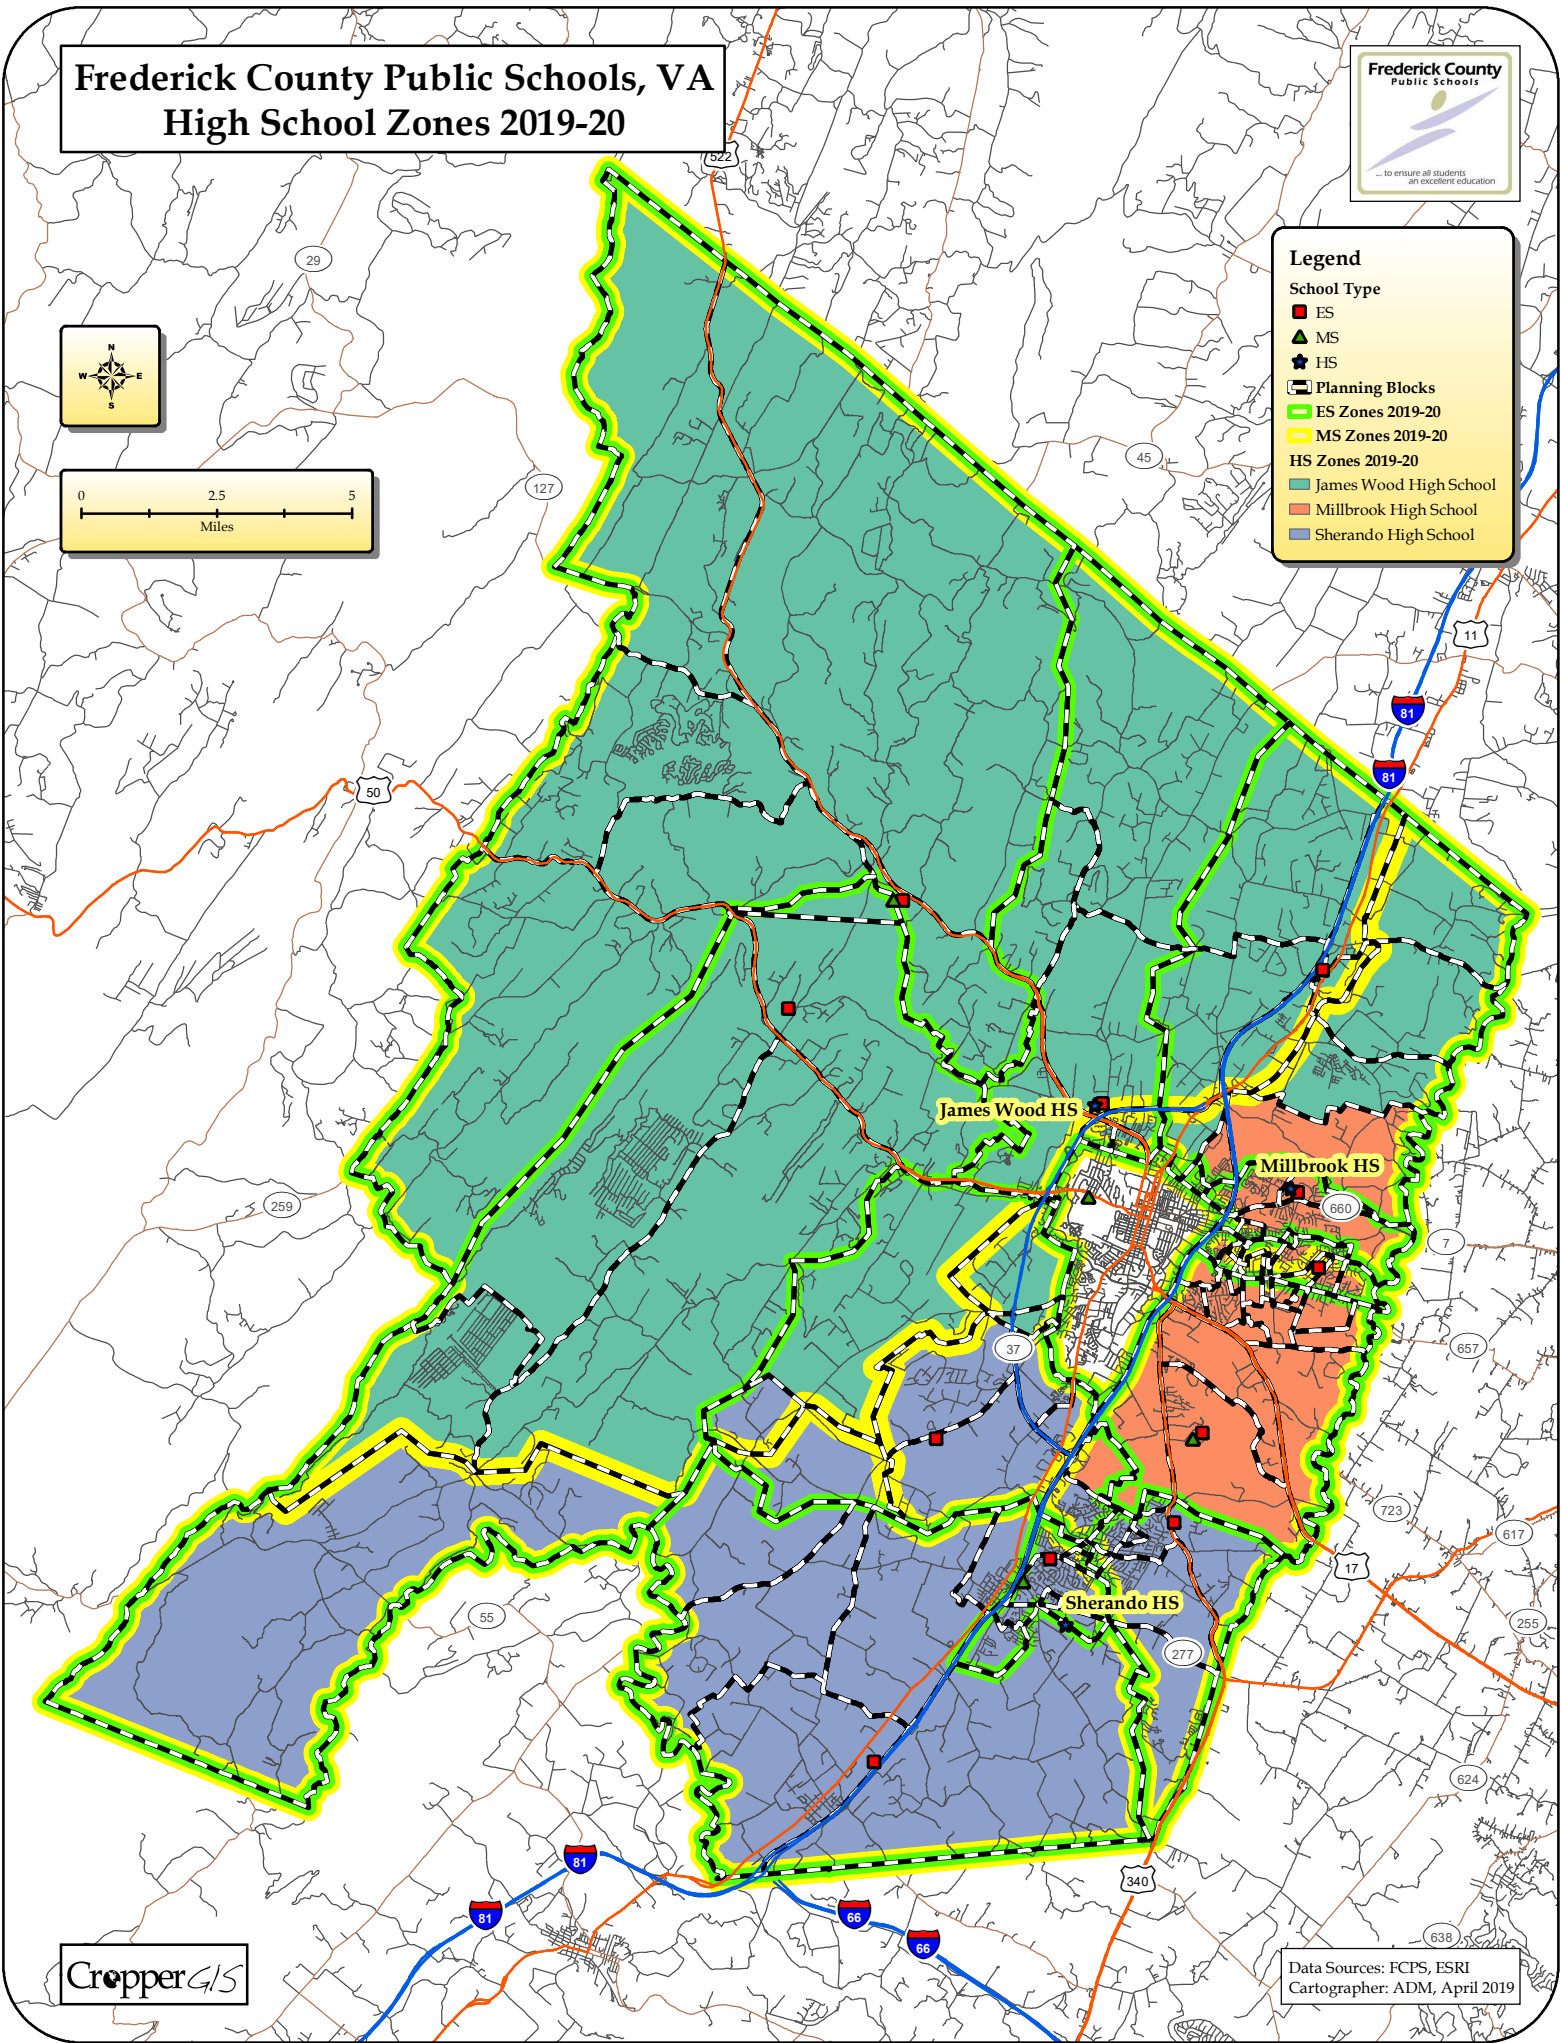 Frederick County Public Schools, VA
High School Zones 2019-20
Frederick County
Public Schools
... to ensure all students
an excellent education
522
29
N
W E
S
0 2.5 5
Miles
Legend
School Type
ES
MS
HS
Planning Blocks
ES Zones 2019-20
MS Zones 2019-20
HS Zones 2019-20
James Wood High School
Millbrook High School
Sherando High School
45
127
11
81
81
50
James Wood HS
Millbrook HS
259
660
7
37
657
723
617
17
55
Sherando HS
255
277
624
81
340
81
66
66
638
Cropper GIS
Data Sources: FCPS, ESRI
Cartographer: ADM, April 2019